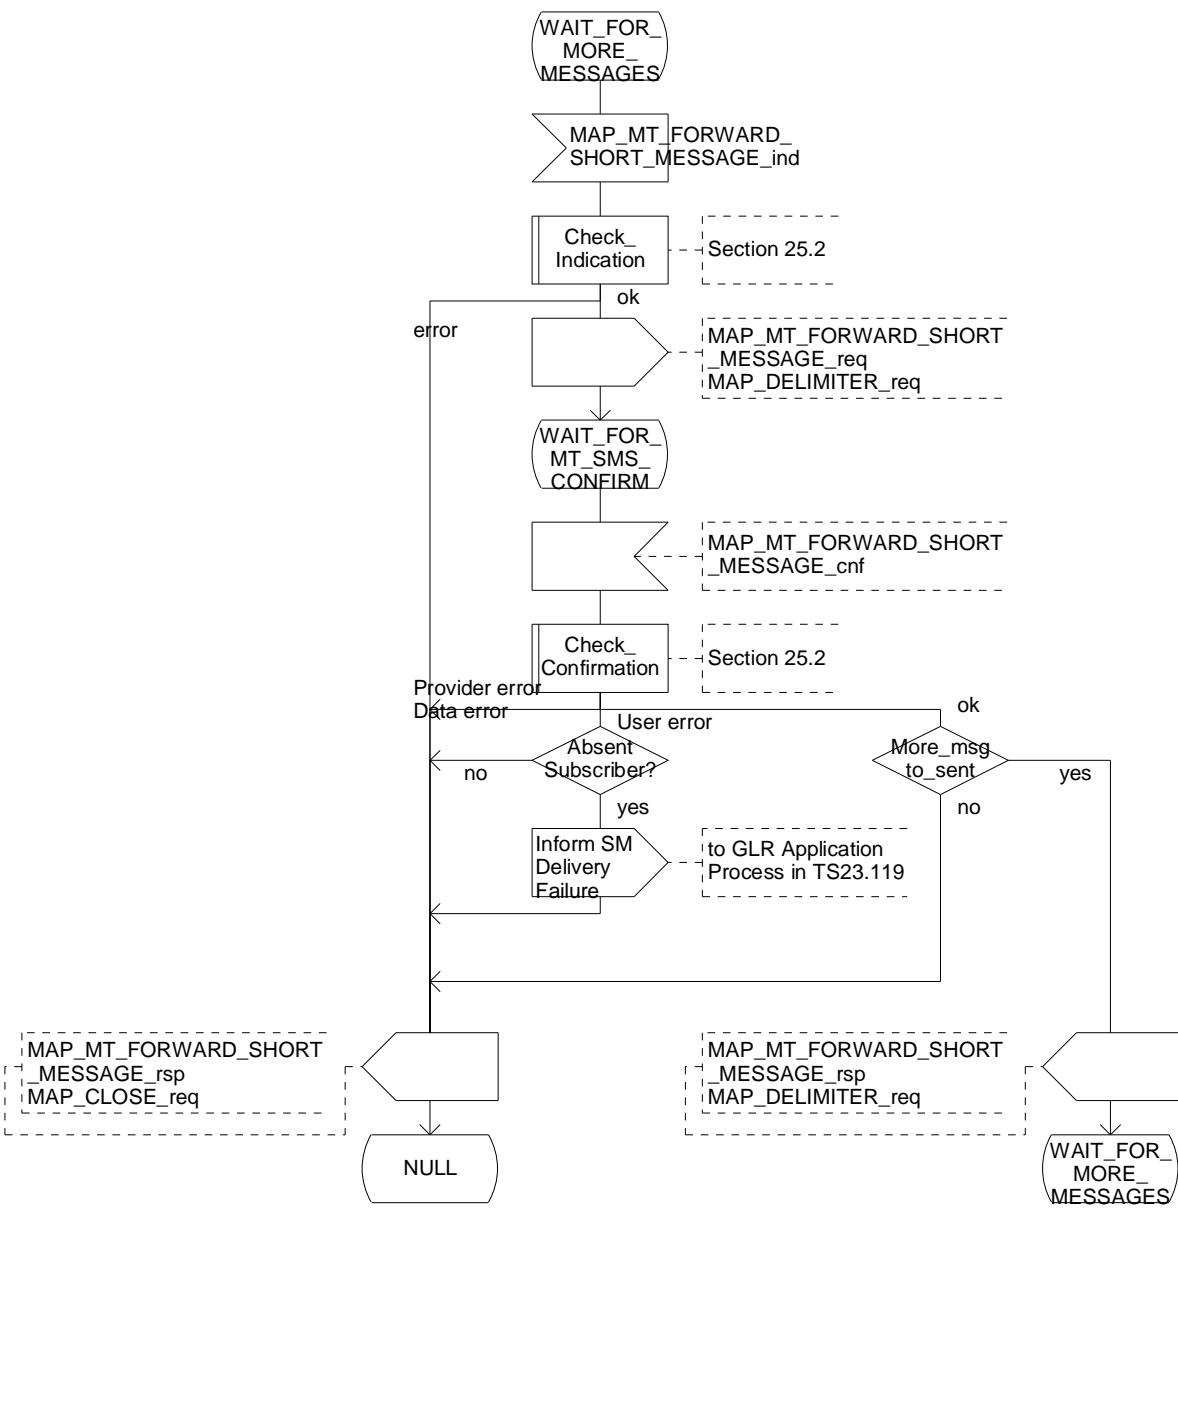 WAIT_FOR_
MORE_
MESSAGES
MAP_MT_FORWARD_
SHORT_MESSAGE_ind
Check_
Indication
Section 25.2
ok
error
MAP_MT_FORWARD_SHORT
_MESSAGE_req
MAP_DELIMITER_req
WAIT_FOR_
MT_SMS_
CONFIRM
MAP_MT_FORWARD_SHORT
_MESSAGE_cnf
Check_
Confirmation
Section 25.2
Provider error
Data error
User error
ok
Absent
Subscriber?
More_msg
to_sent
no
yes
yes
no
Inform SM
Delivery
Failure
to GLR Application
Process in TS23.119
MAP_MT_FORWARD_SHORT
_MESSAGE_rsp
MAP_CLOSE_req
MAP_MT_FORWARD_SHORT
_MESSAGE_rsp
MAP_DELIMITER_req
NULL
WAIT_FOR_
MORE_
MESSAGES